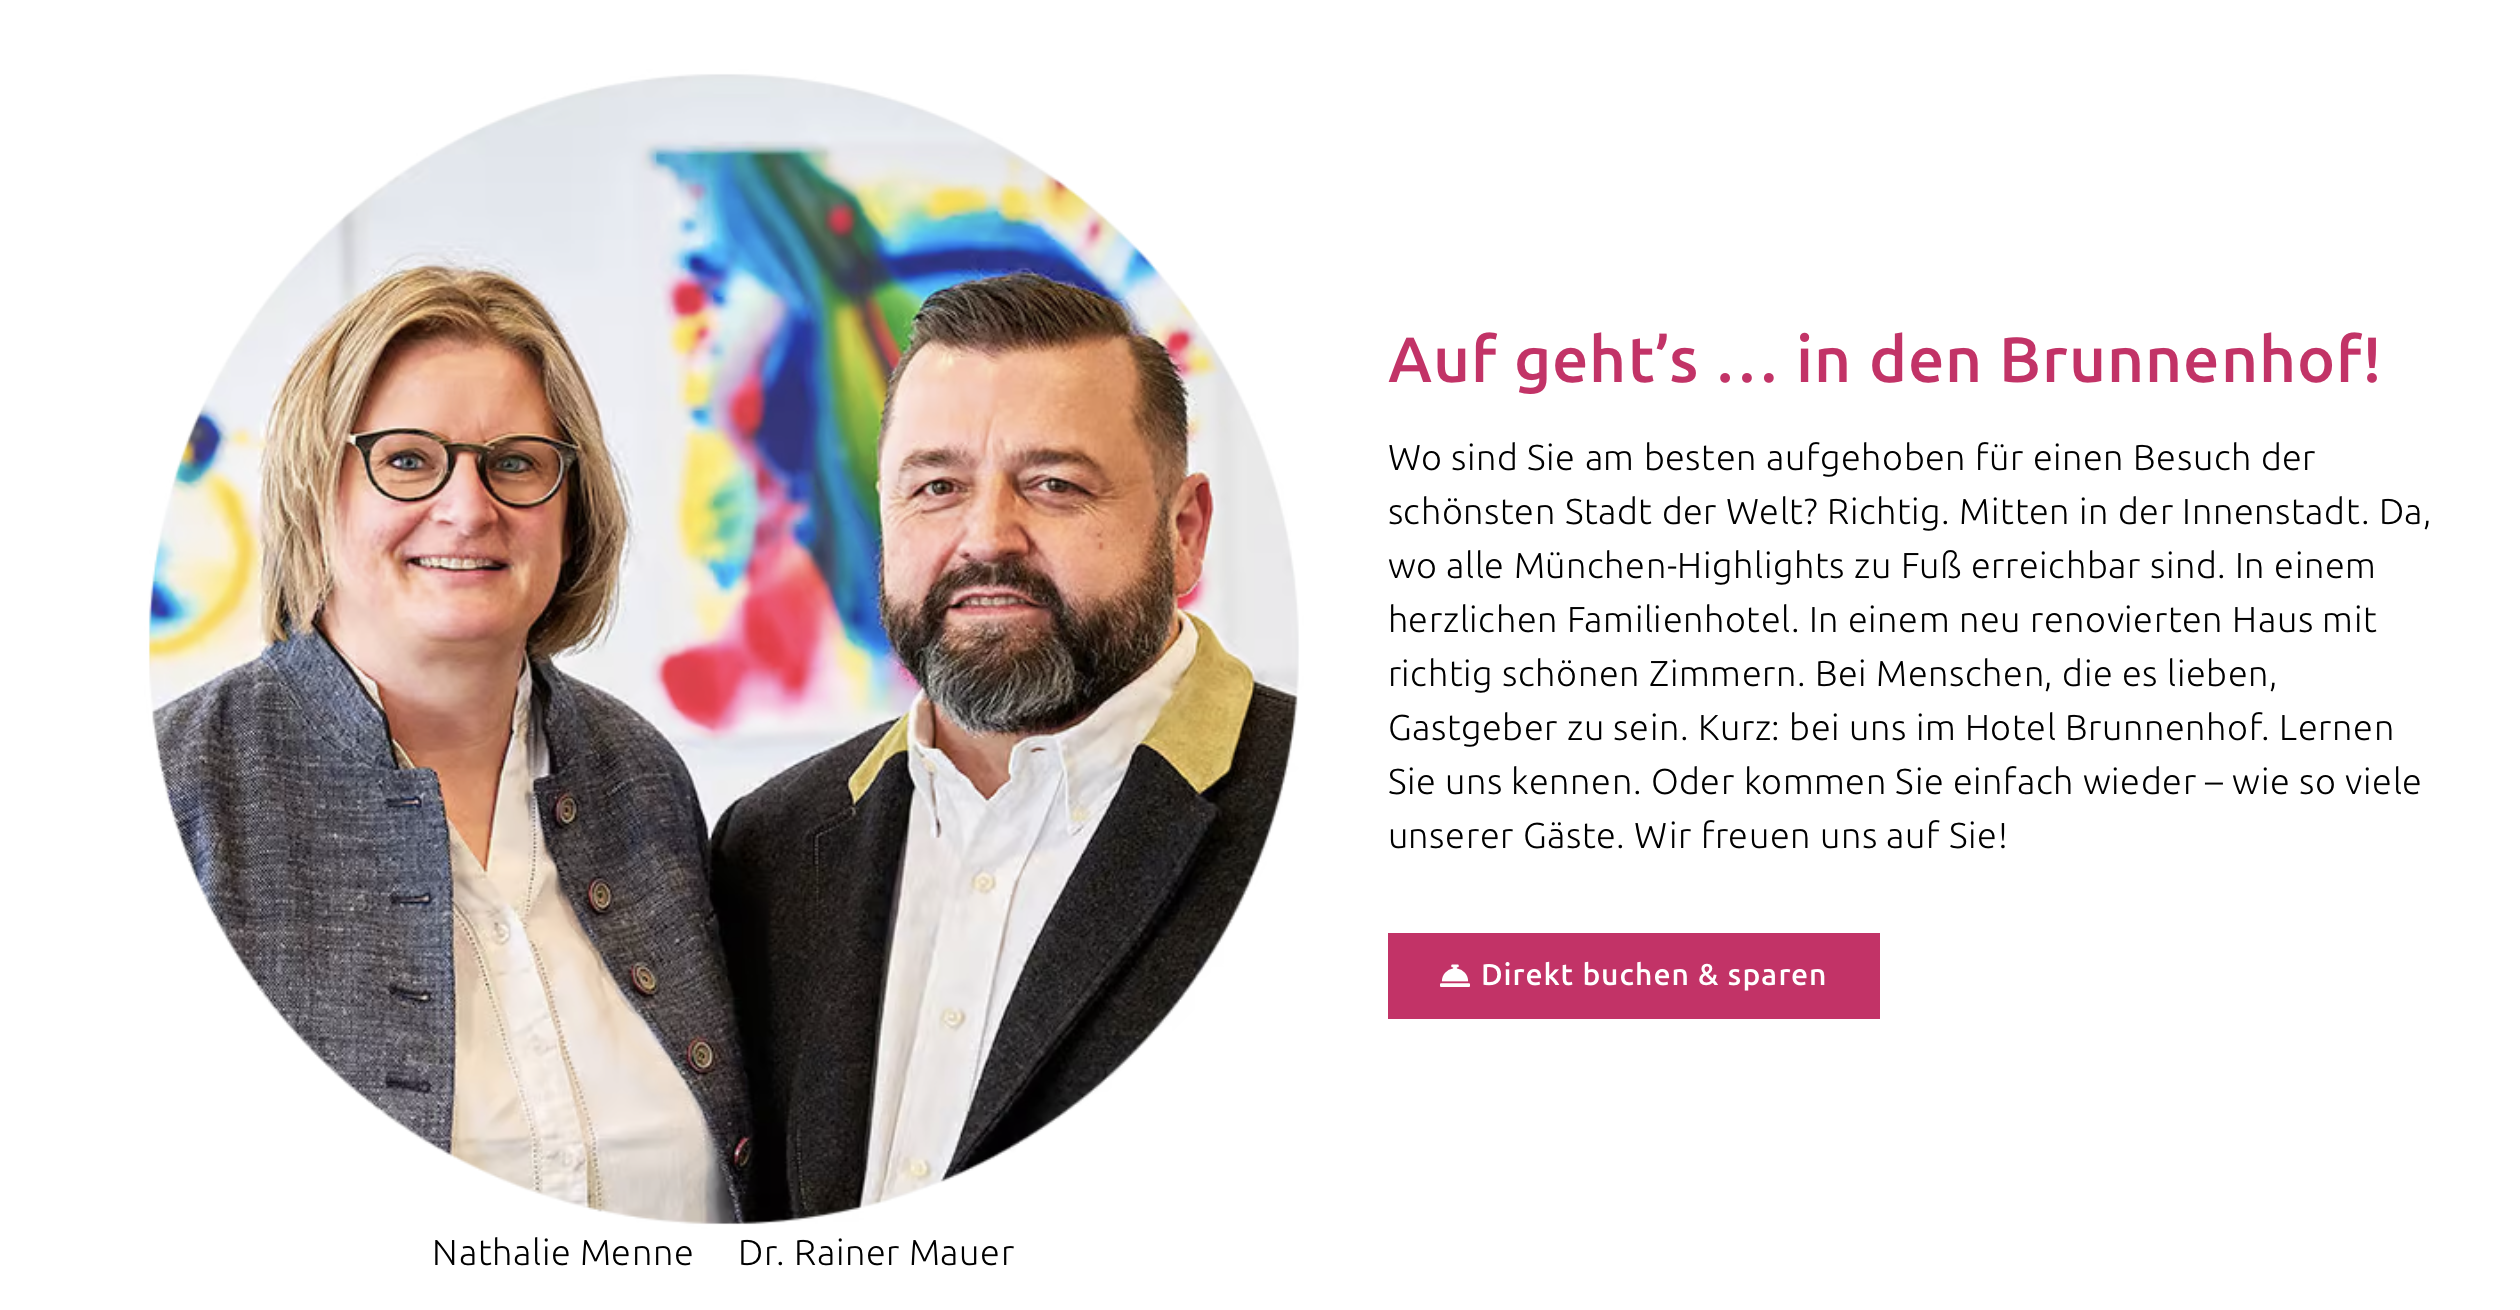 Auf geht’s … in den Brunnenhof!
Wo sind Sie am besten aufgehoben für einen Besuch der
schönsten Stadt der Welt? Richtig. Mitten in der Innenstadt. Da,
wo alle München-Highlights zu Fuß erreichbar sind. In einem
herzlichen Familienhotel. In einem neu renovierten Haus mit
richtig schönen Zimmern. Bei Menschen, die es lieben,
Gastgeber zu sein. Kurz: bei uns im Hotel Brunnenhof. Lernen
Sie uns kennen. Oder kommen Sie einfach wieder – wie so viele
unserer Gäste. Wir freuen uns auf Sie!
Direkt buchen & sparen
Nathalie Menne Dr. Rainer Mauer